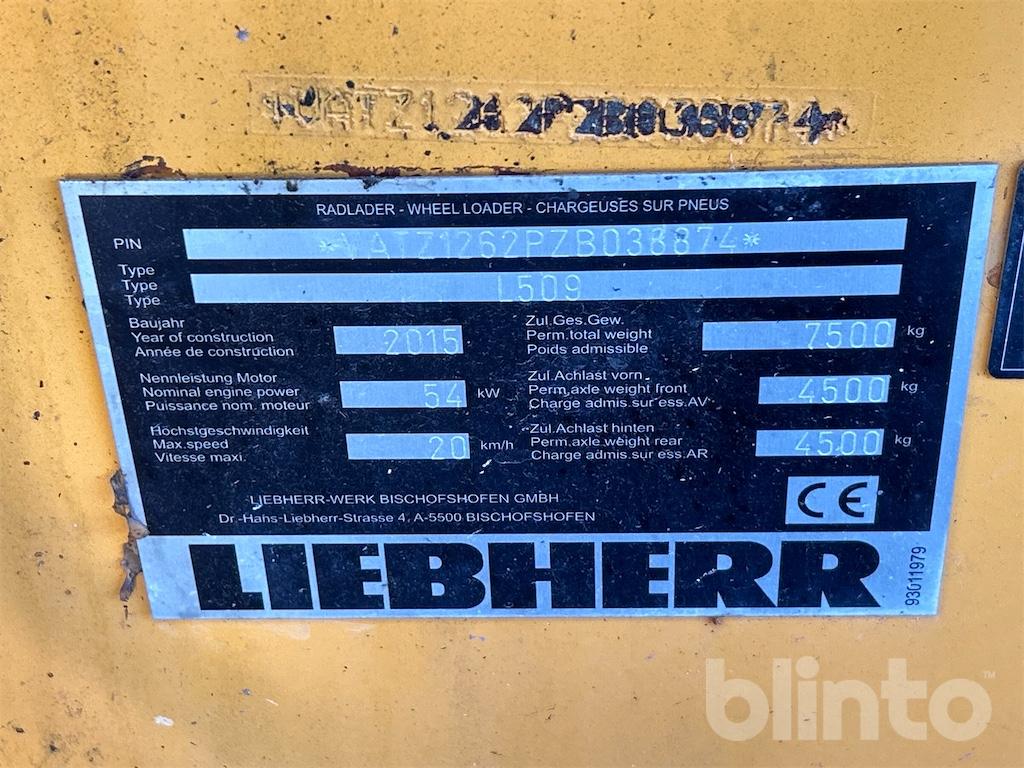 RADLADER - WHEEL LOADER - CHARGEUSES SUR PNEUS
PIN *VATZ1262PZB038874*
Type
Type L509
Type
Baujahr
Year of construction 2015
Année de construction
Zul.Ges.Gew.
Perm.total weight 7500 kg
Poids admissible
Nennleistung Motor
Nominal engine power 54 kW
Puissance nom. moteur
Zul.Achlast vorn
Perm.axle weight front 4500 kg
Charge admis.sur ess.AV
Höchstgeschwindigkeit
Max.speed 20 km/h
Vitesse maxi.
Zul.Achlast hinten
Perm.axle.weight rear 4500 kg
Charge admis.sur ess.AR
LIEBHERR-WERK BISCHOFSHOFEN GMBH
Dr.-Hans-Liebherr-Strasse 4, A-5500 BISCHOFSHOFEN
CE
LIEBHERR
93011979
blinto™